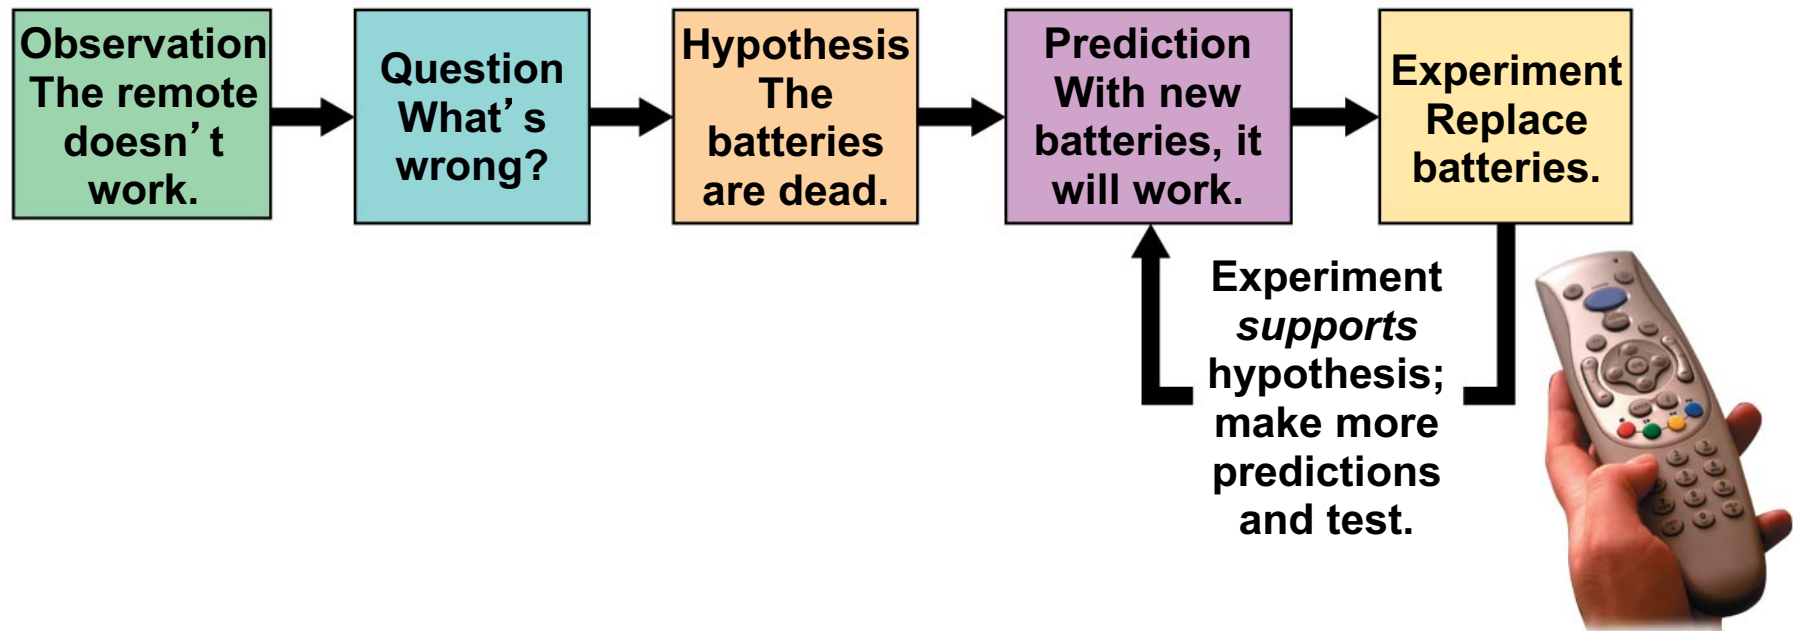 Observation
The remote
doesn’t
work.
Question
What’s
wrong?
Hypothesis
The
batteries
are dead.
Prediction
With new
batteries, it
will work.
Experiment
Replace
batteries.
Experiment
supports
hypothesis;
make more
predictions
and test.